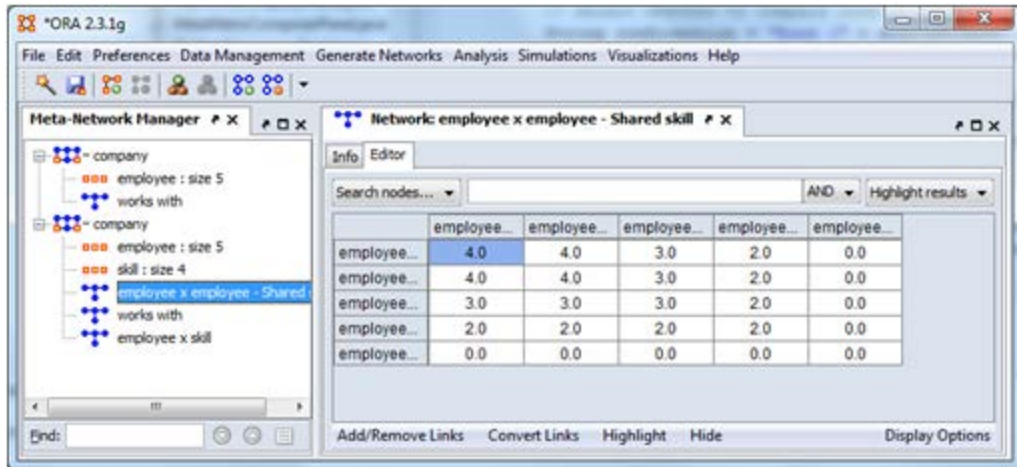 *ORA 2.3.1g
File Edit Preferences Data Management Generate Networks Analysis Simulations Visualizations Help
Meta-Network Manager
company
employee : size 5
works with
company
employee : size 5
skill : size 4
employee x employee - Shared
works with
employee x skill
Find:
Network: employee x employee - Shared skill
Info Editor
Search nodes... AND Highlight results
employee... employee... employee... employee... employee...
employee... 4.0 4.0 3.0 2.0 0.0
employee... 4.0 4.0 3.0 2.0 0.0
employee... 3.0 3.0 3.0 2.0 0.0
employee... 2.0 2.0 2.0 2.0 0.0
employee... 0.0 0.0 0.0 0.0 0.0
Add/Remove Links Convert Links Highlight Hide Display Options